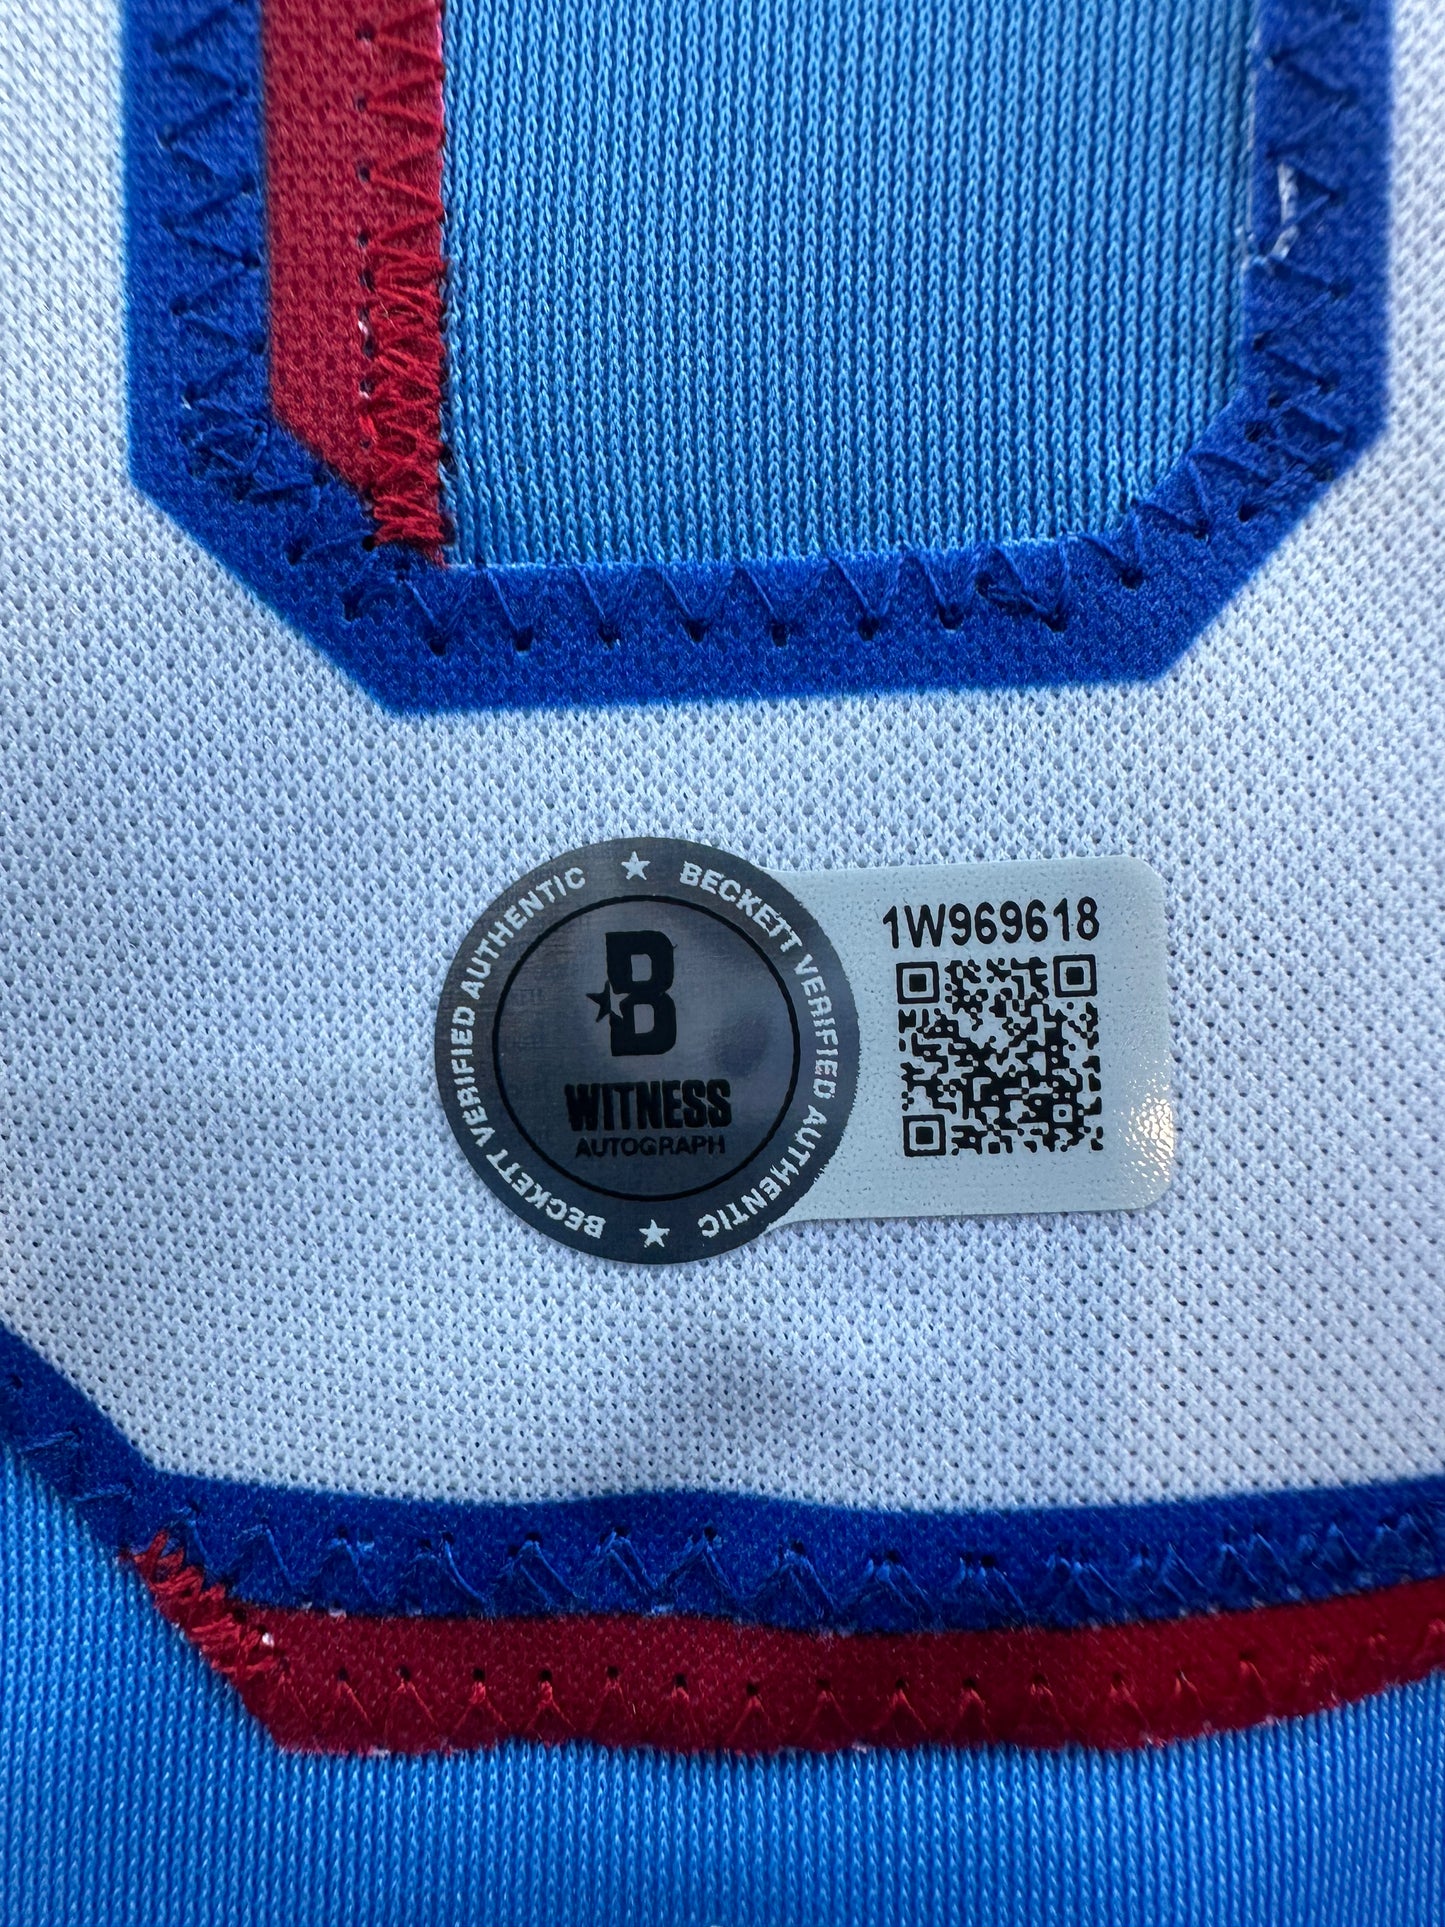 BECKETT VERIFIED AUTHENTIC ★ BECKETT VERIFIED AUTHENTIC ★
B
WITNESS
AUTOGRAPH
1W969618